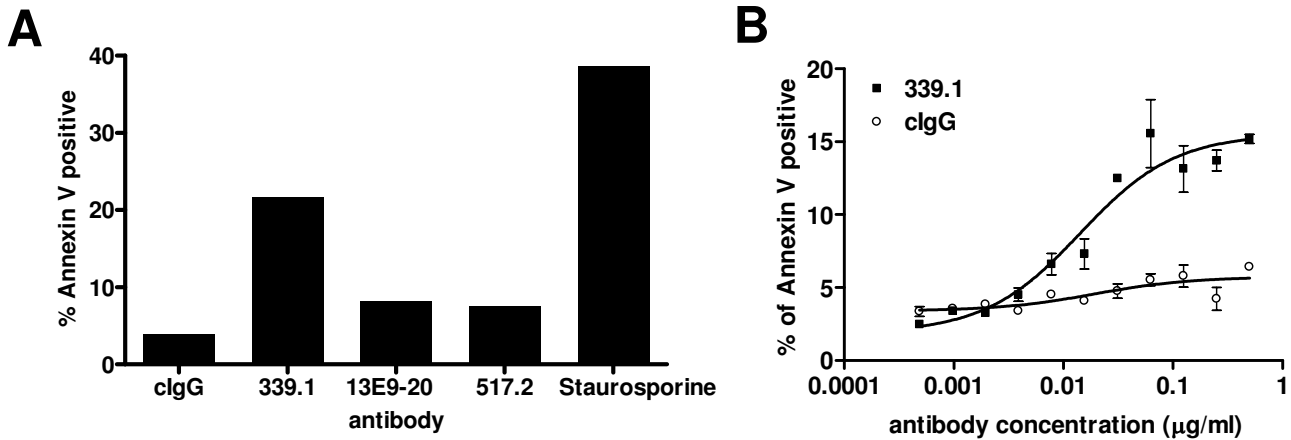 A
40
30
20
10
0
% Annexin V positive
cIgG 339.1 13E9-20 517.2 Staurosporine
antibody
B
20
15
10
5
0
% of Annexin V positive
339.1
cIgG
0.0001 0.001 0.01 0.1 1
antibody concentration (μg/ml)